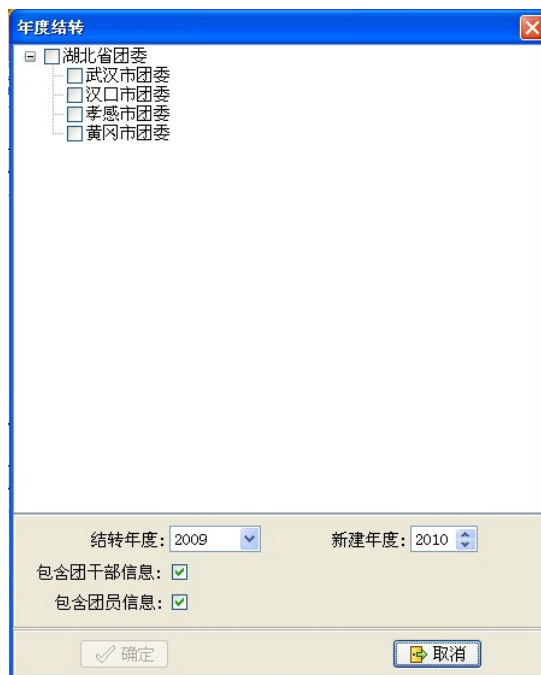 年度结转
湖北省团委
武汉市团委
汉口市团委
孝感市团委
黄冈市团委
结转年度: 2009 新建年度: 2010
包含团干部信息:
包含团员信息:
确定 取消